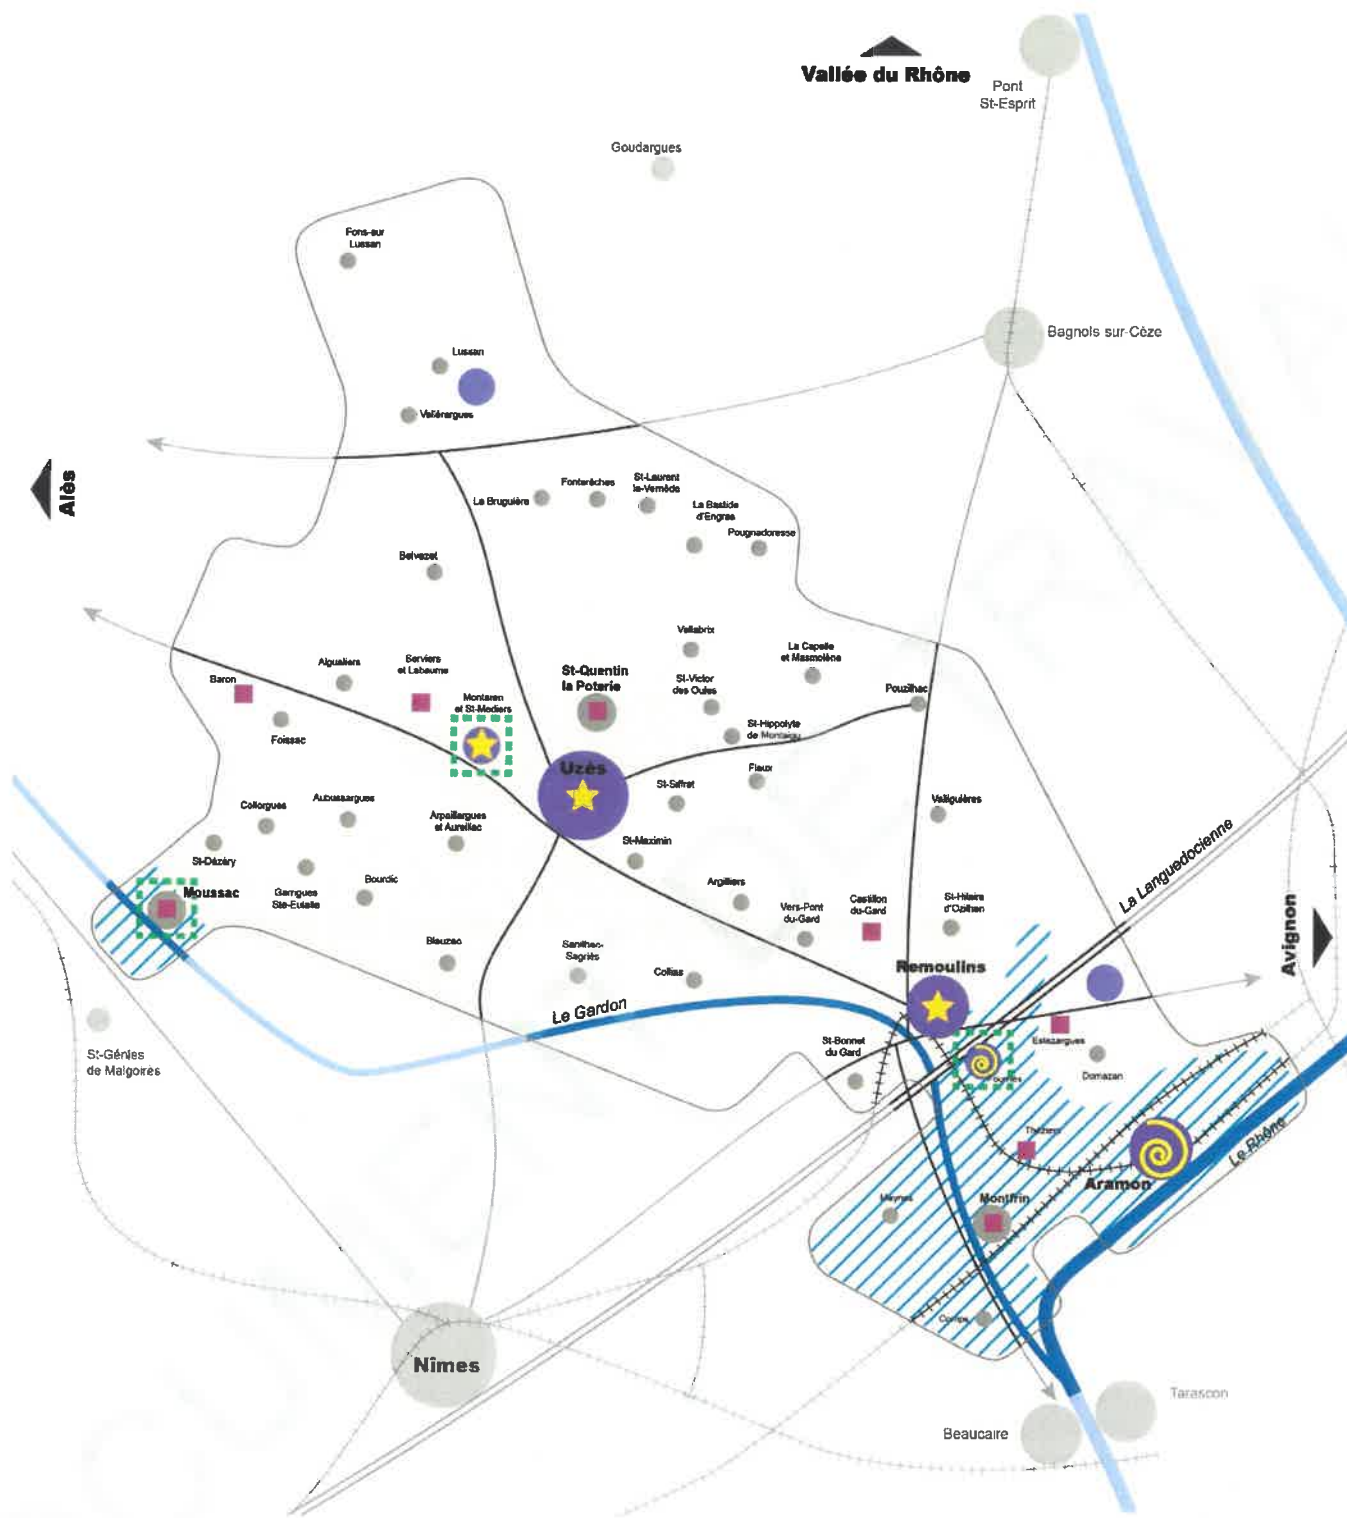 Vallée du Rhône
Pont
St-Esprit
Goudargues
Fons-sur
Lussan
Bagnols sur-Cèze
Lussan
Vallérargues
Alès
La Bruguière
Fontarèches
St-Laurent
la-Vernède
La Bastide
d'Engras
Pougnadoresse
Belvezet
Vallabrix
La Capelle
et Masmolène
Aigualiers
Serviers
et Labaume
St-Quentin
la Poterie
St-Victor
des Oules
Baron
Montaren
et St-Mediers
Pouzilhac
Foissac
St-Hippolyte
de Montaigu
Uzès
Flaux
St-Siffret
Collorgues
Aubussargues
Arpaillargues
et Aureillac
Valliguières
St-Maximin
St-Dézéry
La Languedocienne
Moussac
Garrigues
Ste-Eulalie
Bourdic
Argilliers
Vers-Pont
du-Gard
Castillon
du-Gard
St-Hilaire
d'Ozilhan
Avignon
Blauzac
Sanilhac-
Sagriès
Collias
Remoulins
Le Gardon
St-Bonnet
du Gard
Estézargues
St-Génies
de Malgoirès
Fournès
Domazan
Théziers
Le Rhône
Aramon
Meynes
Montfrin
Comps
Nîmes
Tarascon
Beaucaire